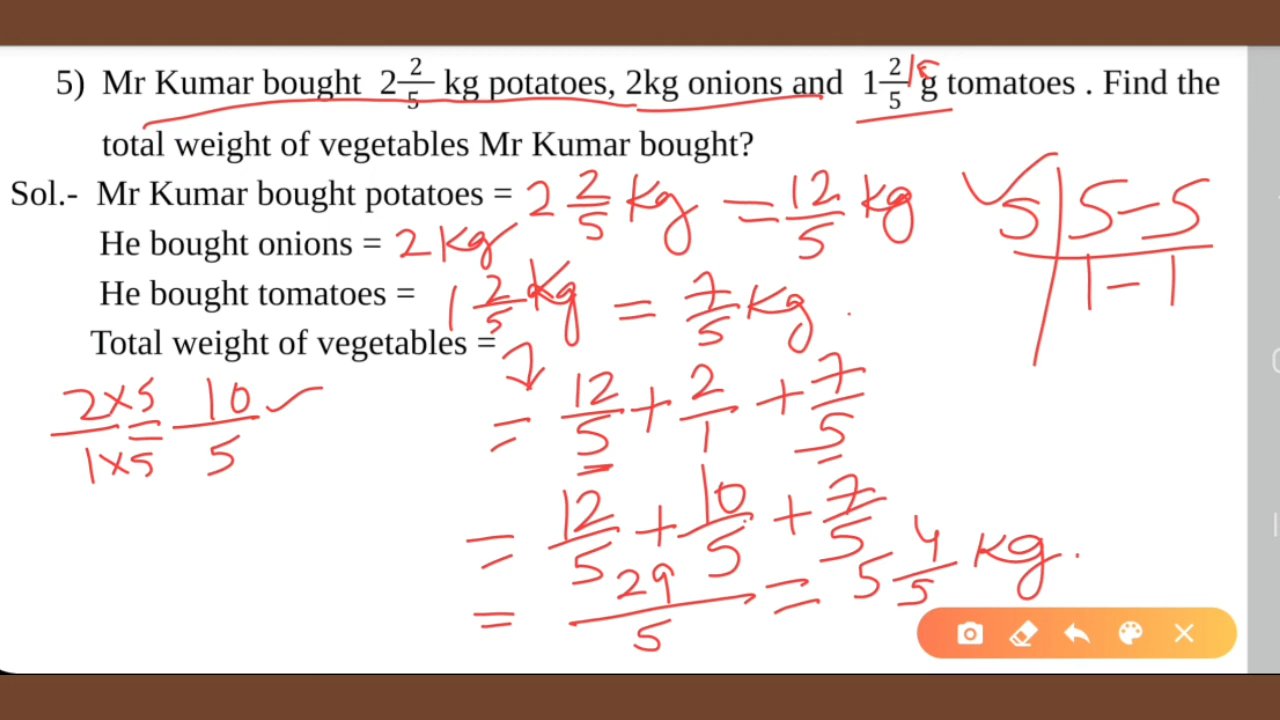 5) Mr Kumar bought 2 2/5 kg potatoes, 2kg onions and 1 2/5 kg tomatoes . Find the
total weight of vegetables Mr Kumar bought?
Sol.- Mr Kumar bought potatoes = 2 2/5 kg = 12/5 kg
He bought onions = 2 kg
He bought tomatoes = 1 2/5 kg = 7/5 kg.
Total weight of vegetables =
= 12/5 + 2/1 + 7/5
= 12/5 + 10/5 + 7/5
= 29/5 = 5 4/5 kg.
2×5/1×5 = 10/5
5 | 5 - 5
1 - 1